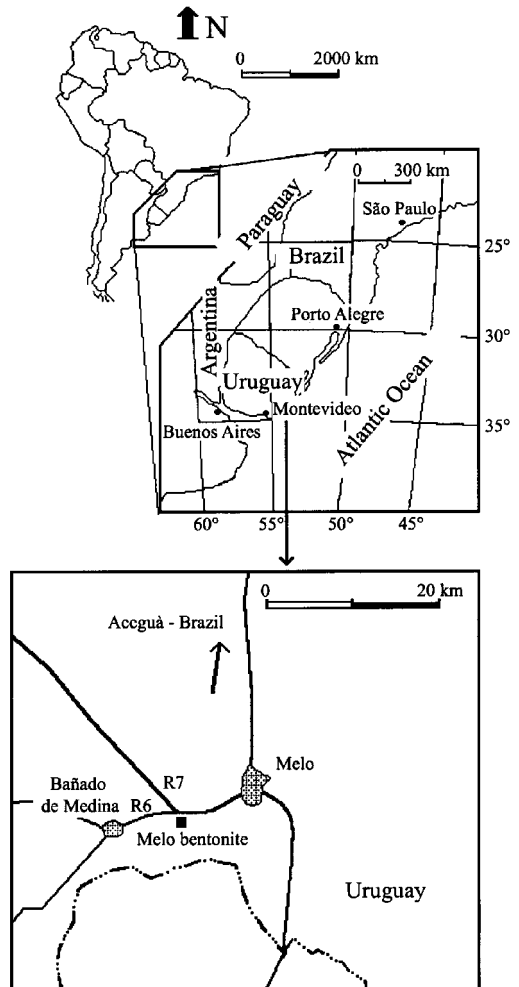 N
0 2000 km
0 300 km
São Paulo
Paraguay
25°
Brazil
Argentina
Porto Alegre
30°
Uruguay
Montevideo
Buenos Aires
Atlantic Ocean
35°
60° 55° 50° 45°
0 20 km
Accguà - Brazil
Melo
R7
Bañado
de Medina
R6
Melo bentonite
Uruguay